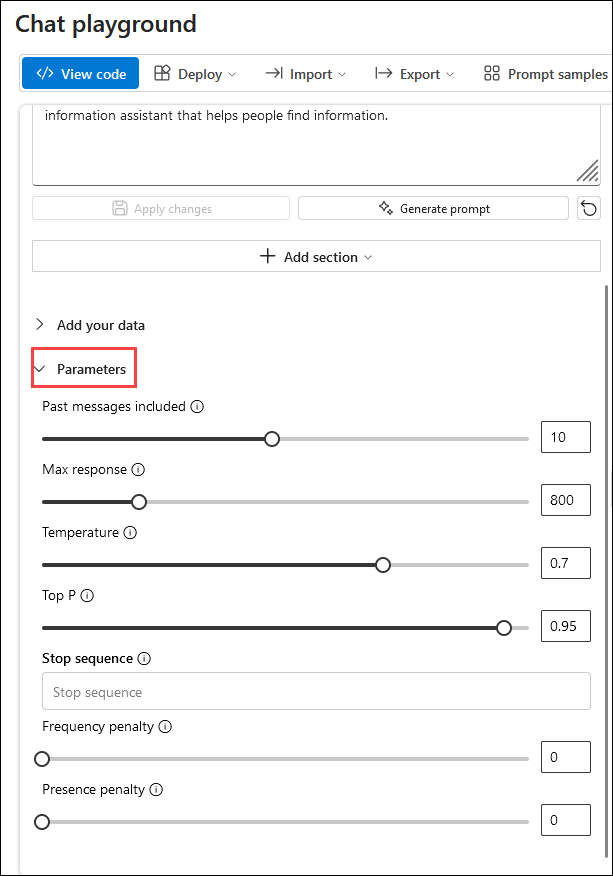 Chat playground
View code Deploy Import Export Prompt samples
information assistant that helps people find information.
Apply changes Generate prompt
Add section
Add your data
Parameters
Past messages included
10
Max response
800
Temperature
0.7
Top P
0.95
Stop sequence
Stop sequence
Frequency penalty
0
Presence penalty
0